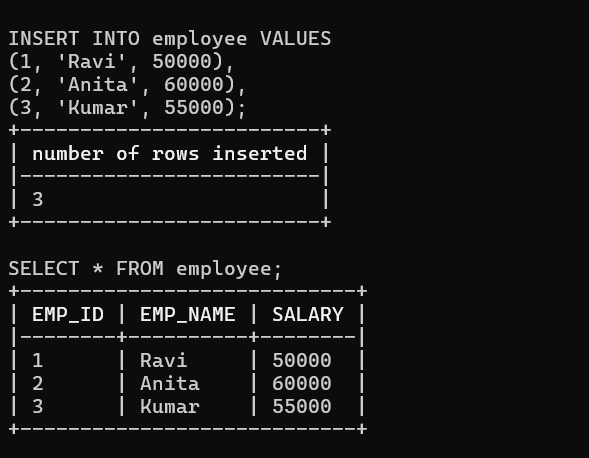 INSERT INTO employee VALUES
(1, 'Ravi', 50000),
(2, 'Anita', 60000),
(3, 'Kumar', 55000);
+-------------------------+
| number of rows inserted |
|-------------------------|
| 3                       |
+-------------------------+
SELECT * FROM employee;
+----------------------------+
| EMP_ID | EMP_NAME | SALARY |
|--------+----------+--------|
| 1      | Ravi     | 50000  |
| 2      | Anita    | 60000  |
| 3      | Kumar    | 55000  |
+----------------------------+